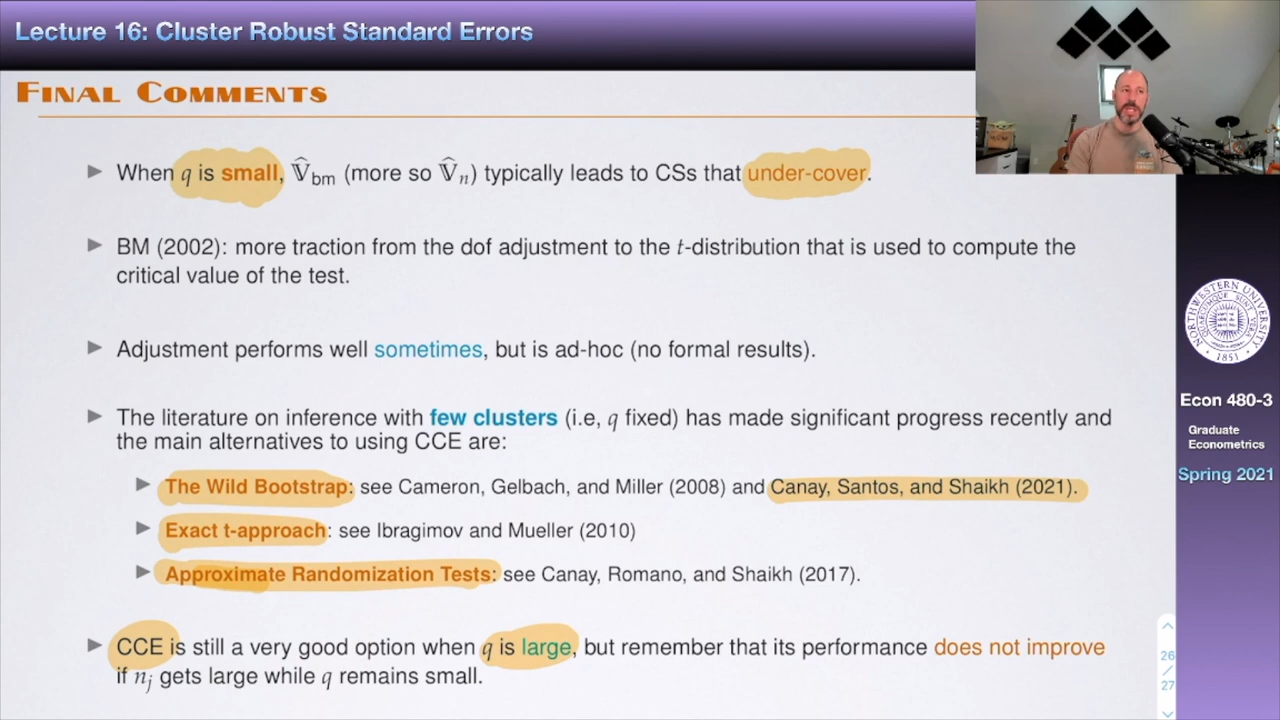 Lecture 16: Cluster Robust Standard Errors
FINAL COMMENTS
▶ When q is small, V̂bm (more so V̂n) typically leads to CSs that under-cover.
▶ BM (2002): more traction from the dof adjustment to the t-distribution that is used to compute the
critical value of the test.
▶ Adjustment performs well sometimes, but is ad-hoc (no formal results).
▶ The literature on inference with few clusters (i.e, q fixed) has made significant progress recently and
the main alternatives to using CCE are:
▶ The Wild Bootstrap: see Cameron, Gelbach, and Miller (2008) and Canay, Santos, and Shaikh (2021).
▶ Exact t-approach: see Ibragimov and Mueller (2010)
▶ Approximate Randomization Tests: see Canay, Romano, and Shaikh (2017).
▶ CCE is still a very good option when q is large, but remember that its performance does not improve
if nj gets large while q remains small.
NORTHWESTERN UNIVERSITY
1851
Econ 480-3
Graduate
Econometrics
Spring 2021
26
/
27